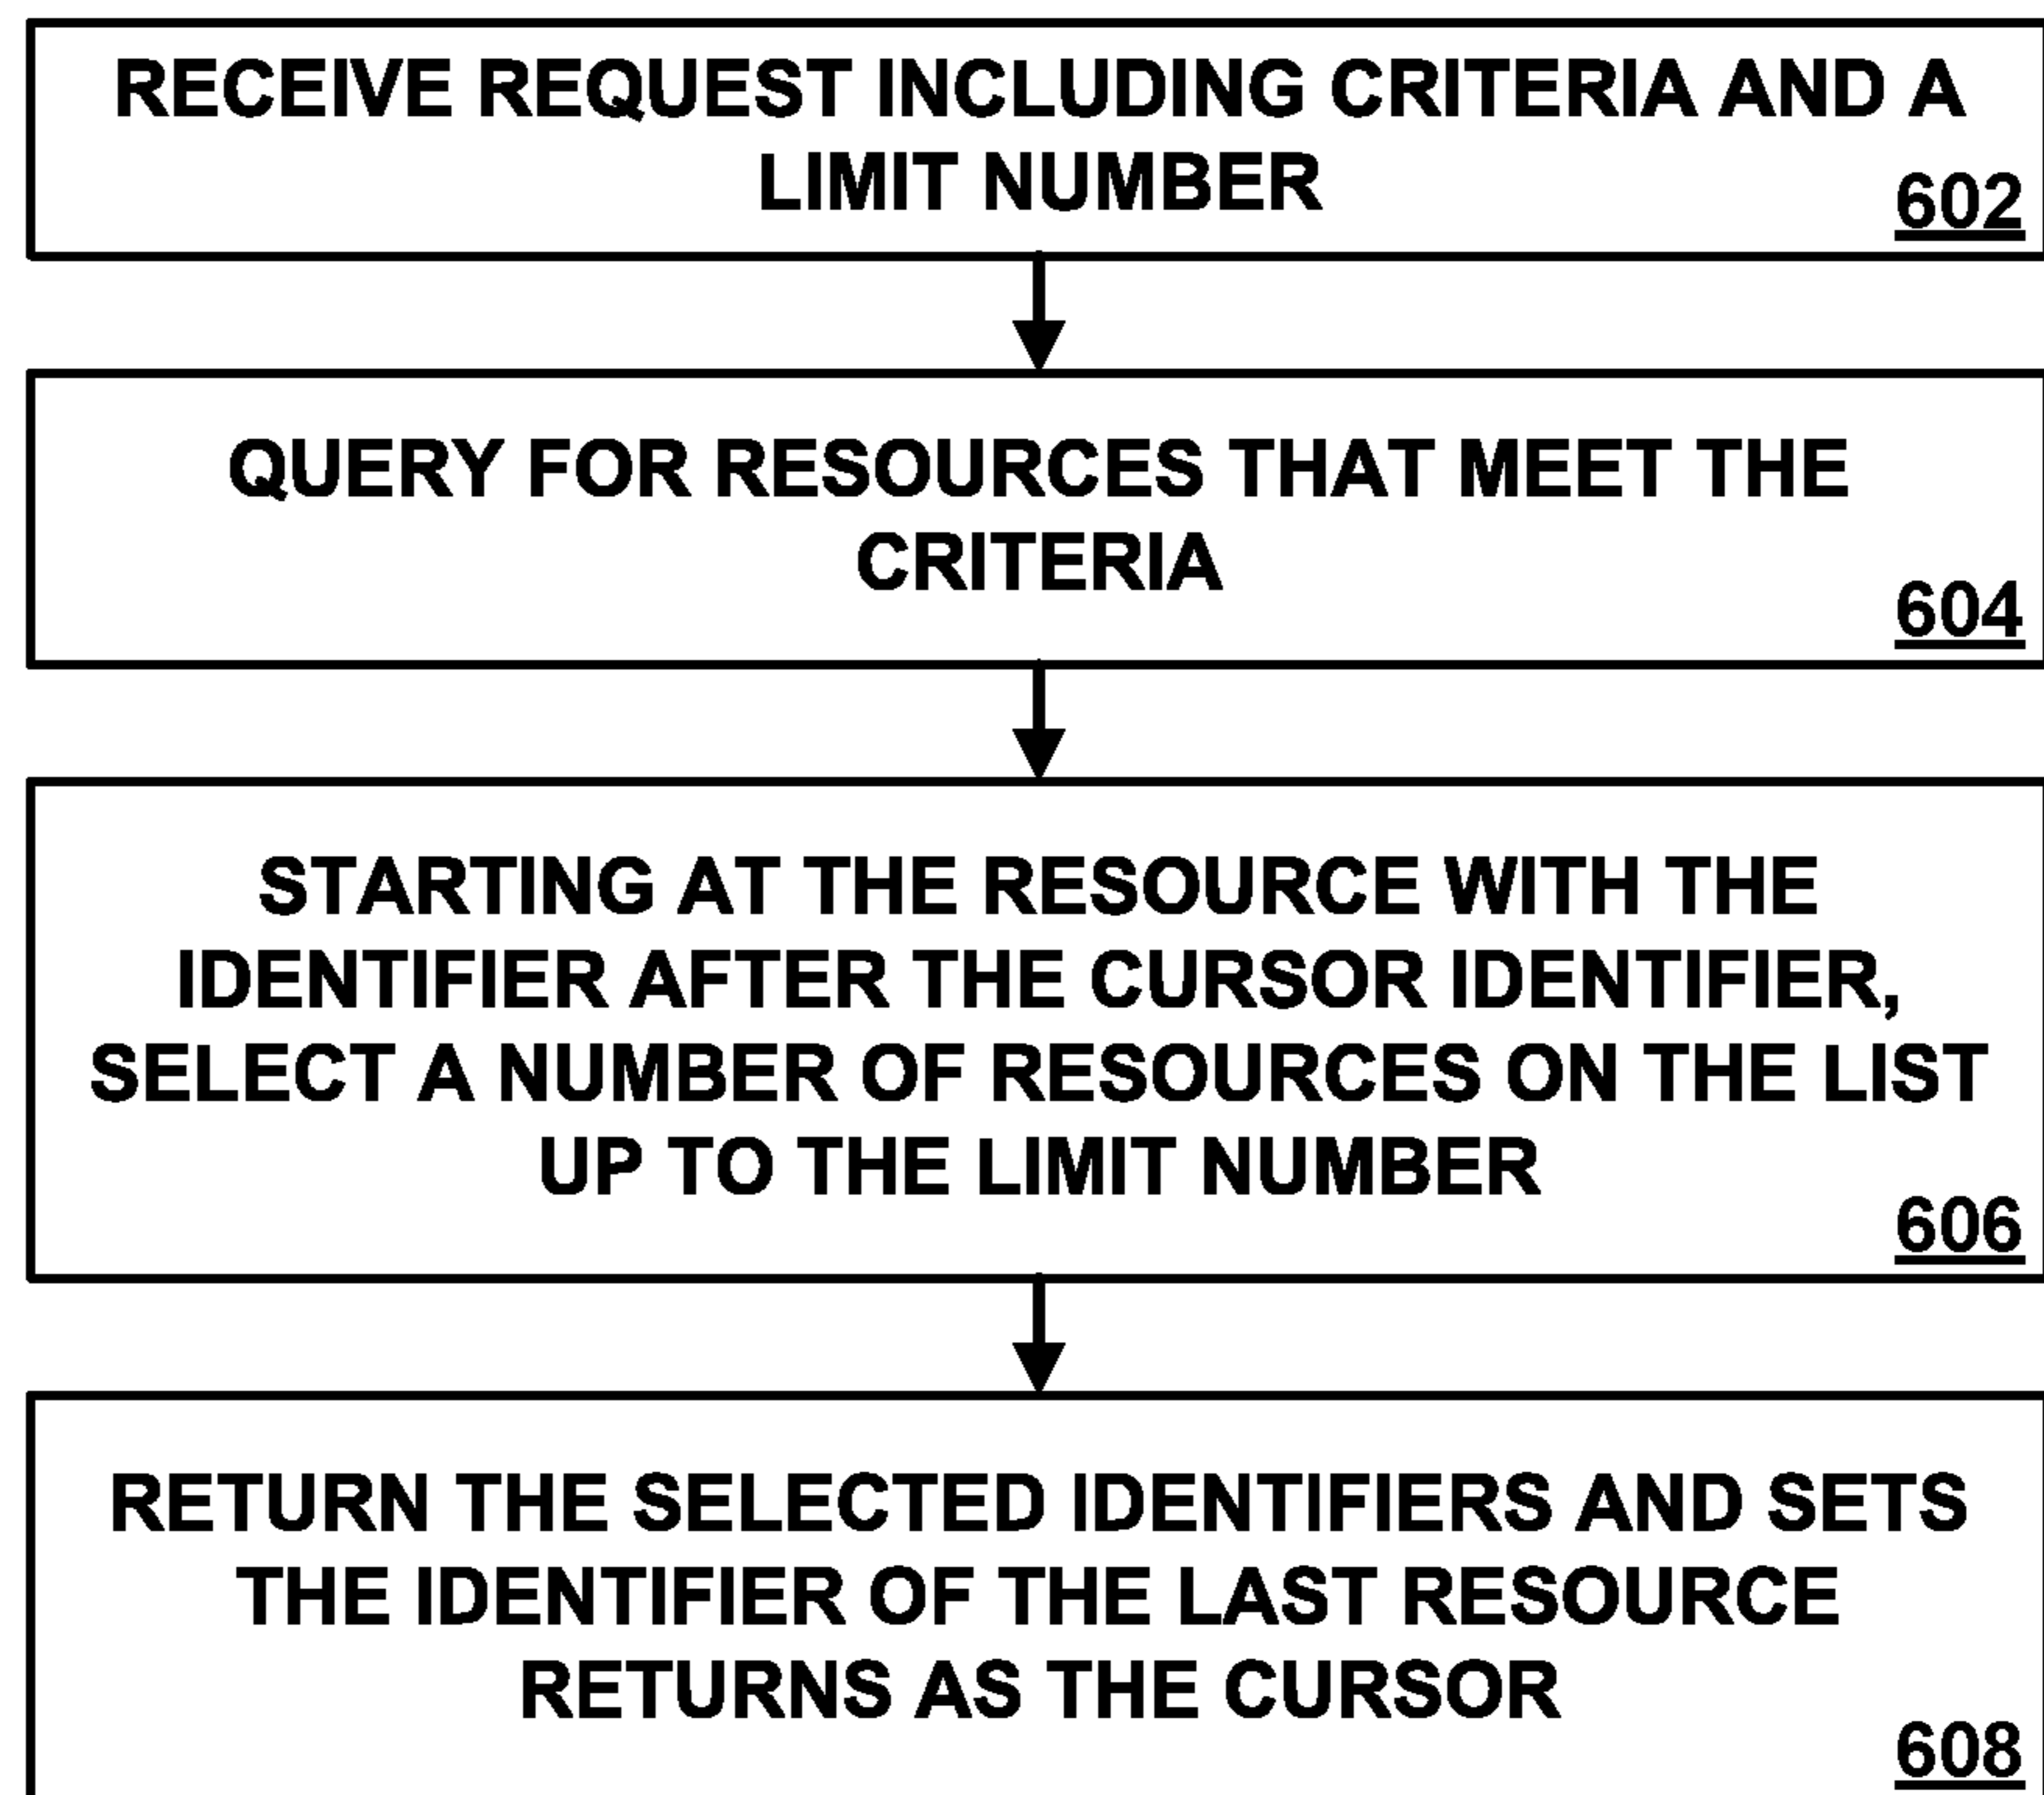 RECEIVE REQUEST INCLUDING CRITERIA AND A
LIMIT NUMBER
602
QUERY FOR RESOURCES THAT MEET THE
CRITERIA
604
STARTING AT THE RESOURCE WITH THE
IDENTIFIER AFTER THE CURSOR IDENTIFIER,
SELECT A NUMBER OF RESOURCES ON THE LIST
UP TO THE LIMIT NUMBER
606
RETURN THE SELECTED IDENTIFIERS AND SETS
THE IDENTIFIER OF THE LAST RESOURCE
RETURNS AS THE CURSOR
608